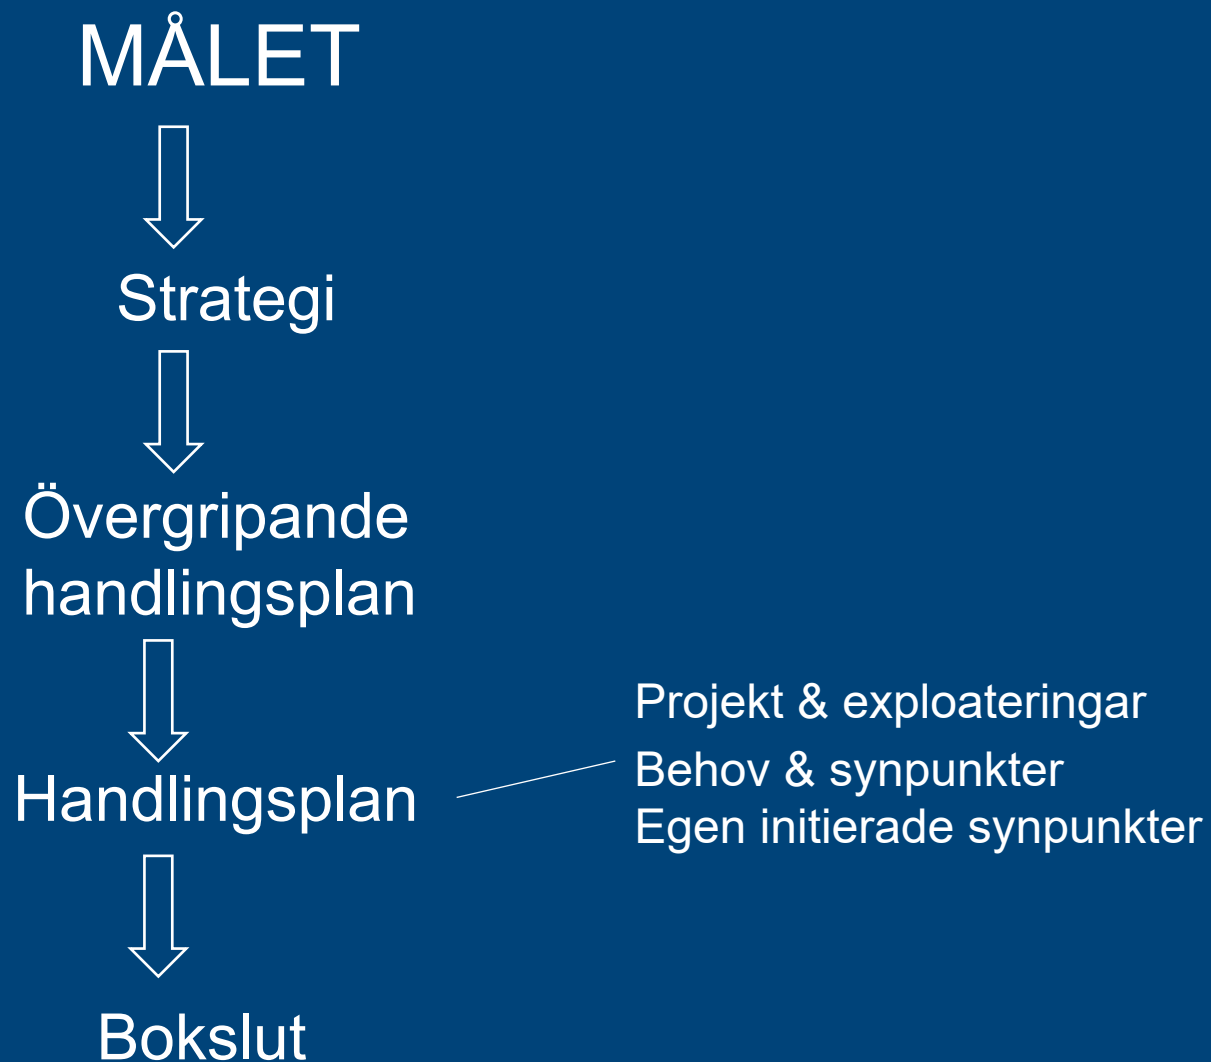 MÅLET
Strategi
Övergripande
handlingsplan
Handlingsplan
Projekt & exploateringar
Behov & synpunkter
Egen initierade synpunkter
Bokslut